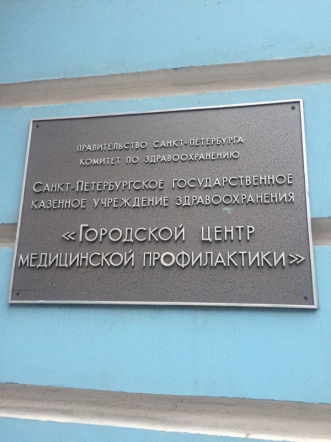 ПРАВИТЕЛЬСТВО САНКТ-ПЕТЕРБУРГА
КОМИТЕТ ПО ЗДРАВООХРАНЕНИЮ
САНКТ-ПЕТЕРБУРГСКОЕ ГОСУДАРСТВЕННОЕ
КАЗЕННОЕ УЧРЕЖДЕНИЕ ЗДРАВООХРАНЕНИЯ
«ГОРОДСКОЙ ЦЕНТР
МЕДИЦИНСКОЙ ПРОФИЛАКТИКИ»